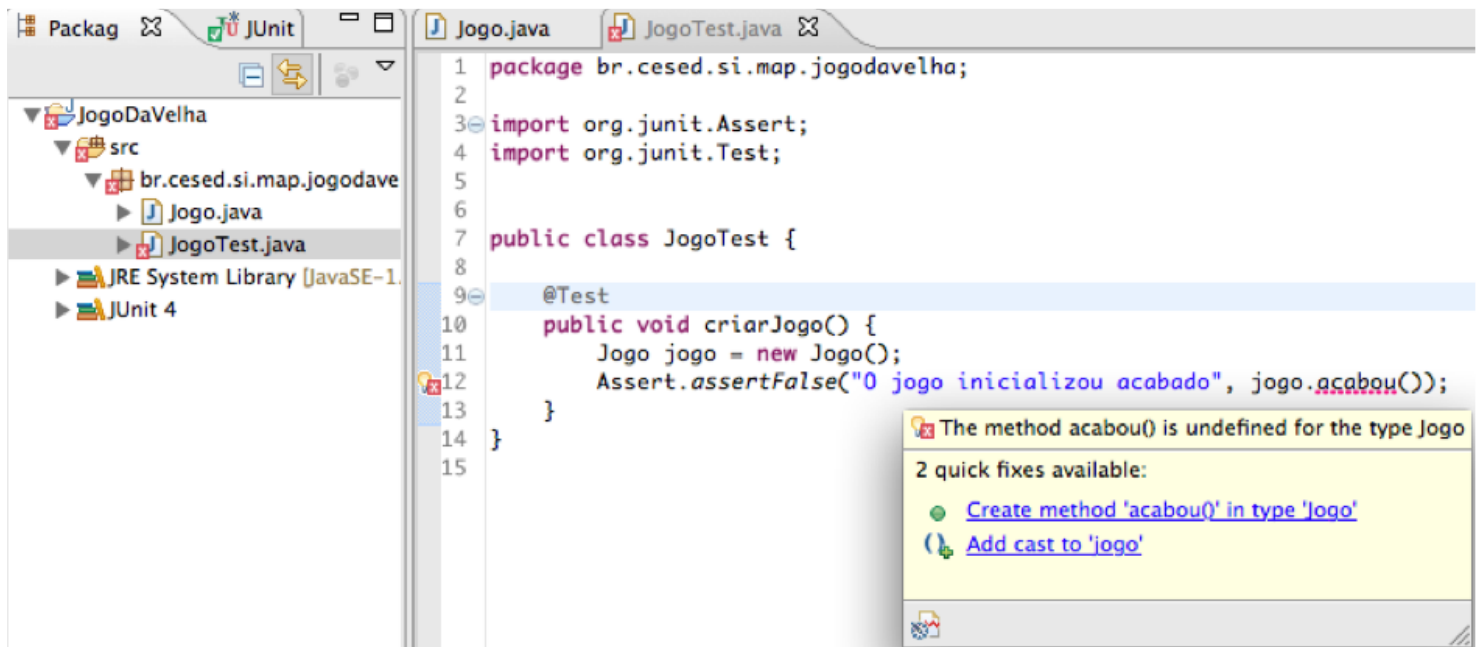 Packag JUnit
JogoDaVelha
src
br.cesed.si.map.jogodave
Jogo.java
JogoTest.java
JRE System Library [JavaSE-1.
JUnit 4
Jogo.java JogoTest.java
1 package br.cesed.si.map.jogodavelha;
2
3 import org.junit.Assert;
4 import org.junit.Test;
5
6
7 public class JogoTest {
8
9 @Test
10 public void criarJogo() {
11 Jogo jogo = new Jogo();
12 Assert.assertFalse("O jogo inicializou acabado", jogo.acabou());
13 }
14 }
15
The method acabou() is undefined for the type Jogo
2 quick fixes available:
Create method 'acabou()' in type 'Jogo'
Add cast to 'jogo'